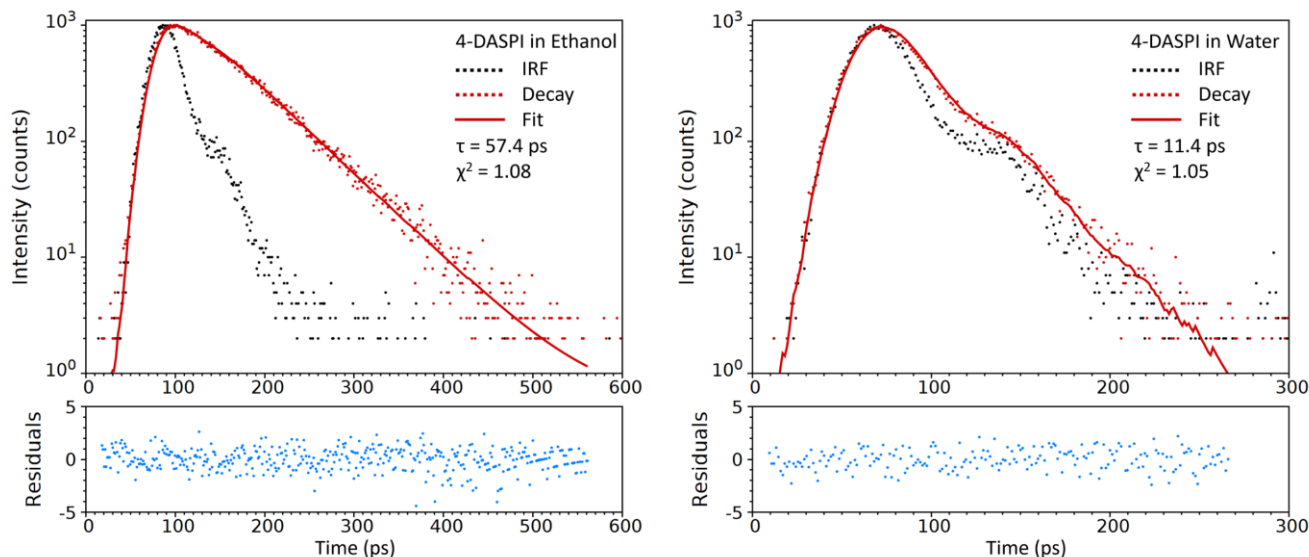 10³
10²
10¹
10⁰
Intensity (counts)
4-DASPI in Ethanol
IRF
Decay
Fit
τ = 57.4 ps
χ² = 1.08
0 100 200 300 400 500 600
5
0
-5
Residuals
0 100 200 300 400 500 600
Time (ps)
10³
10²
10¹
10⁰
Intensity (counts)
4-DASPI in Water
IRF
Decay
Fit
τ = 11.4 ps
χ² = 1.05
0 100 200 300
5
0
-5
Residuals
0 100 200 300
Time (ps)